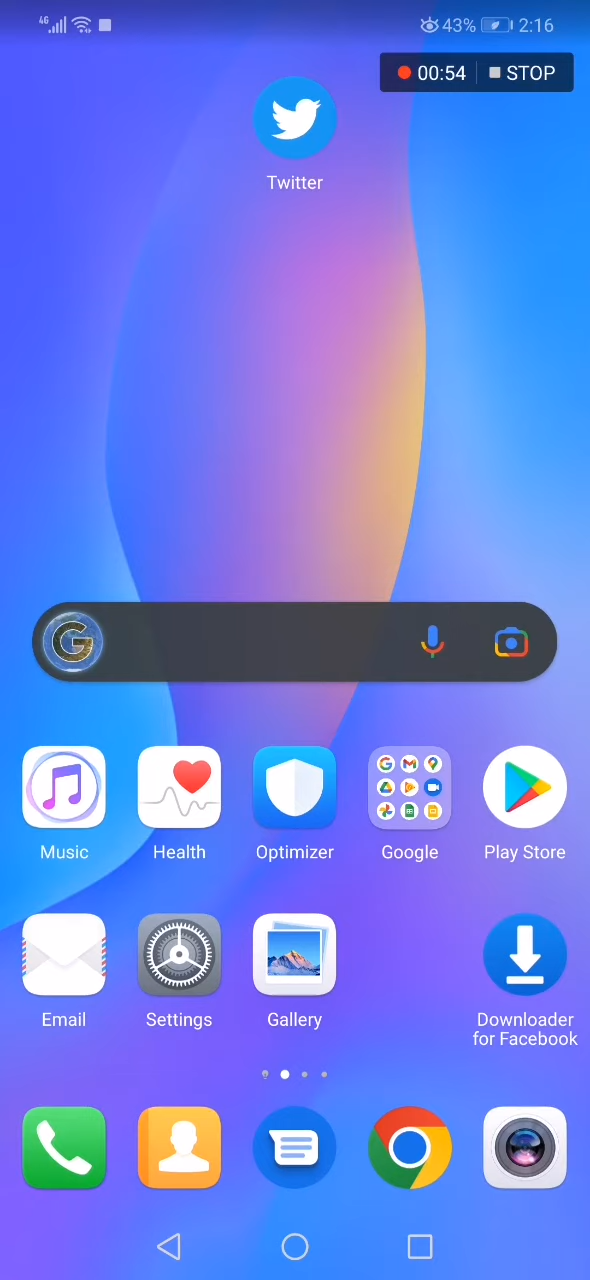 4G 43% 2:16
00:54 STOP
Twitter
Music Health Optimizer Google Play Store
Email Settings Gallery Downloader
for Facebook